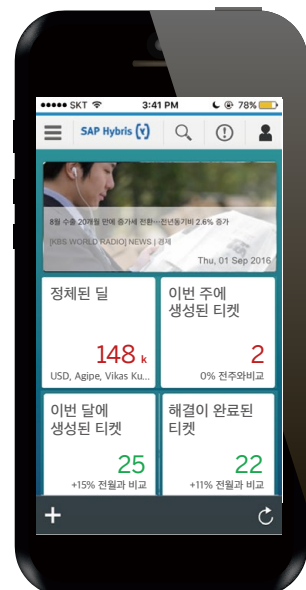 SKT 3:41 PM 78%
SAP Hybris (Y)
8월 수출 20개월 만에 증가세 전환…전년동기비 2.6% 증가
[KBS WORLD RADIO] NEWS | 경제
Thu, 01 Sep 2016
정체된 딜
148 k
USD, Agipe, Vikas Ku...
이번 주에
생성된 티켓
2
0% 전주와비교
이번 달에
생성된 티켓
25
+15% 전월과 비교
해결이 완료된
티켓
22
+11% 전월과 비교